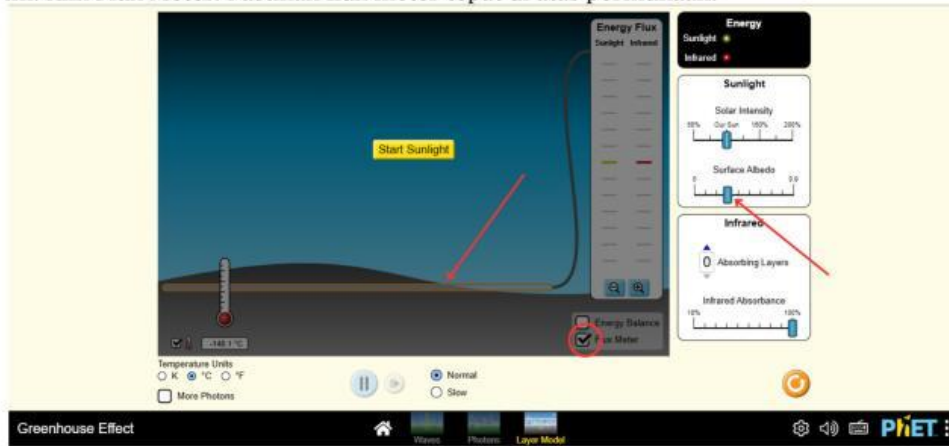 Energy Flux
Sunlight Infrared
Start Sunlight
Energy
Sunlight
Infrared
Sunlight
Solar Intensity
50% Our Sun 150% 200%
Surface Albedo
0 0.9
Infrared
0 Absorbing Layers
Infrared Absorbance
10% 100%
Energy Balance
Flux Meter
Temperature Units
K °C °F
More Photons
Normal
Slow
Greenhouse Effect
Waves
Photons
Layer Model
PhET